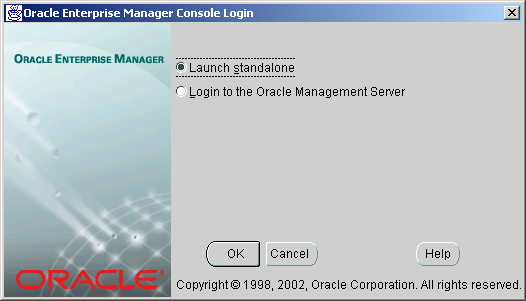 Oracle Enterprise Manager Console Login
ORACLE ENTERPRISE MANAGER
Launch standalone
Login to the Oracle Management Server
OK Cancel Help
ORACLE®
Copyright © 1998, 2002, Oracle Corporation. All rights reserved.